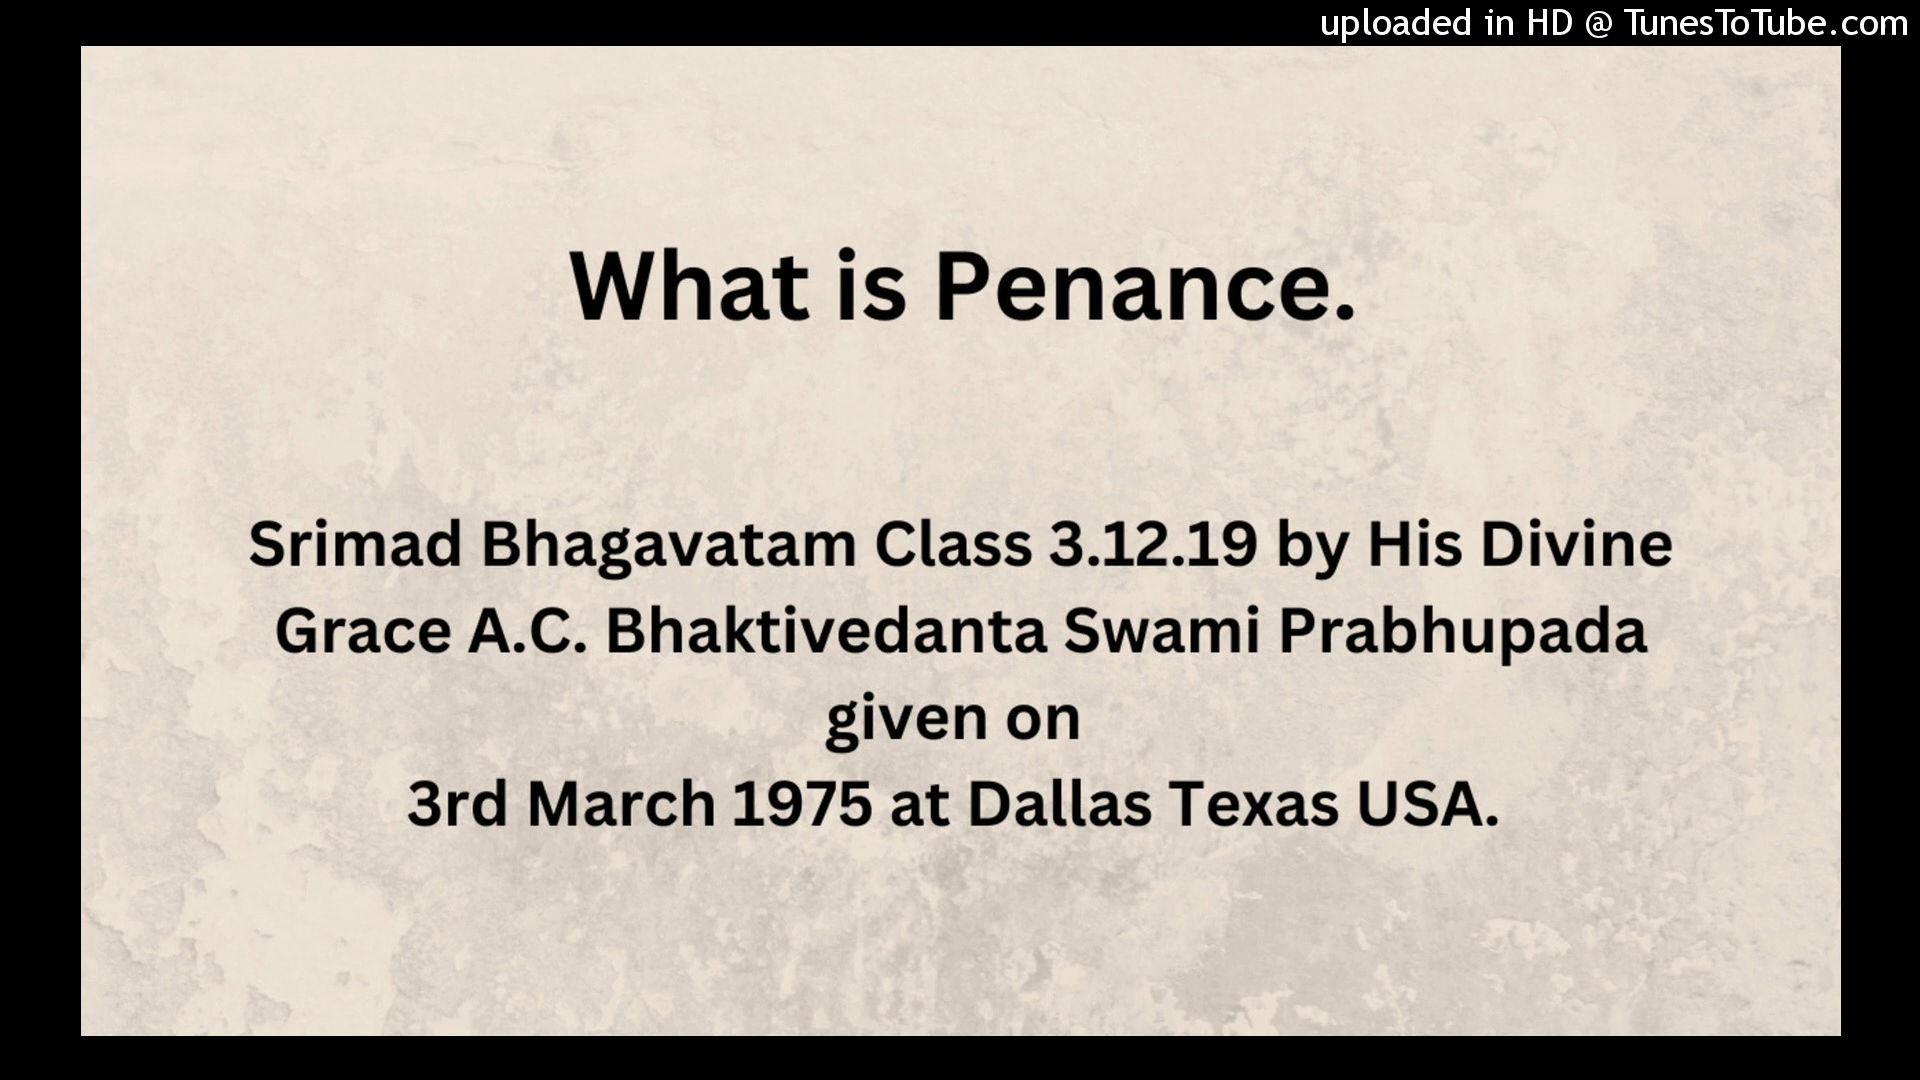 uploaded in HD @ TunesToTube.com
What is Penance.
Srimad Bhagavatam Class 3.12.19 by His Divine
Grace A.C. Bhaktivedanta Swami Prabhupada
given on
3rd March 1975 at Dallas Texas USA.